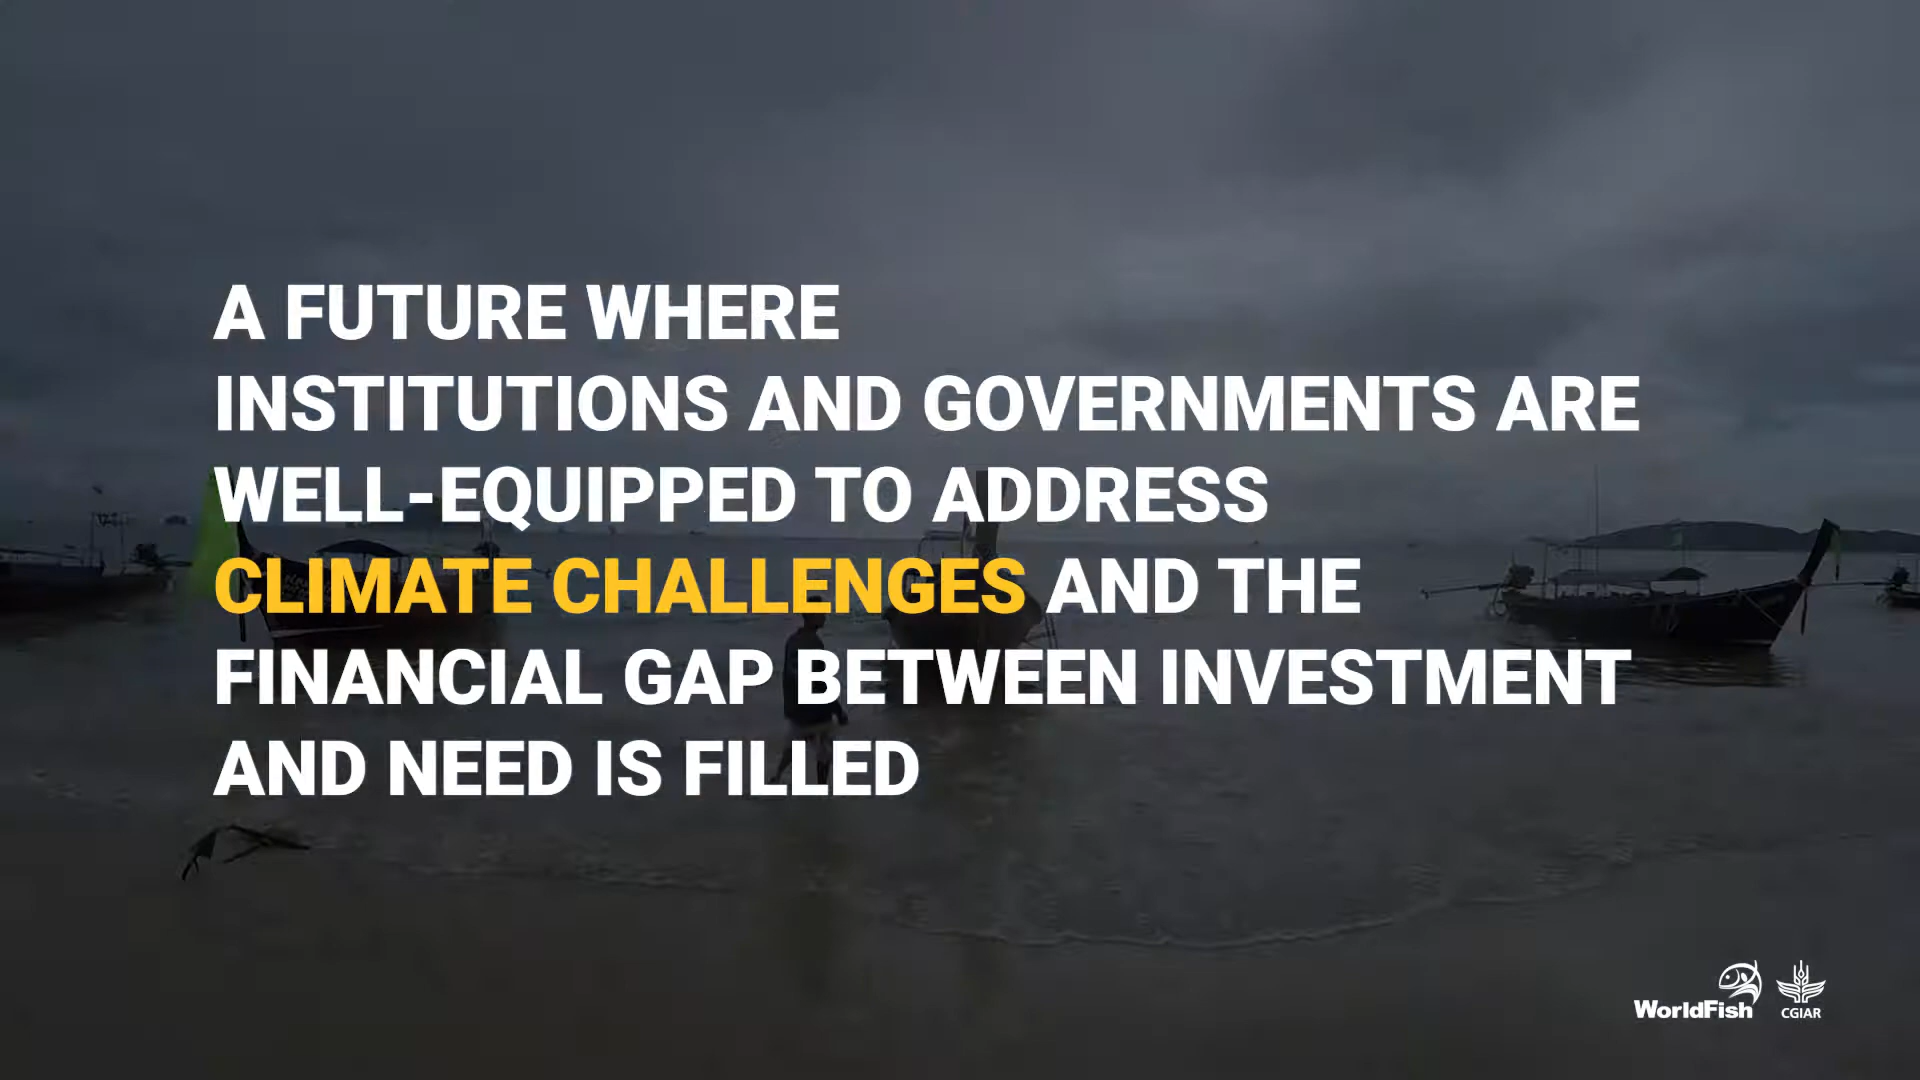 A FUTURE WHERE
INSTITUTIONS AND GOVERNMENTS ARE
WELL-EQUIPPED TO ADDRESS
CLIMATE CHALLENGES AND THE
FINANCIAL GAP BETWEEN INVESTMENT
AND NEED IS FILLED
WorldFish
CGIAR